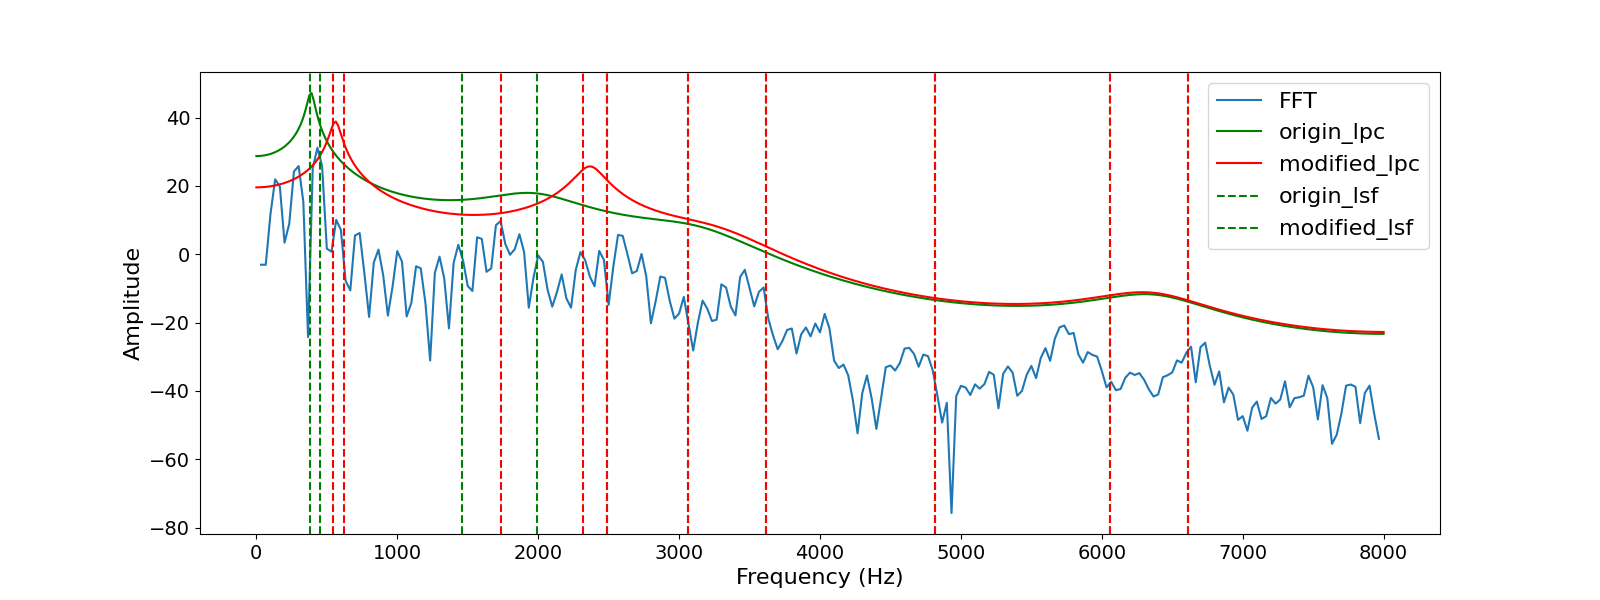 FFT
origin_lpc
modified_lpc
origin_lsf
modified_lsf
Amplitude
40
20
0
−20
−40
−60
−80
0 1000 2000 3000 4000 5000 6000 7000 8000
Frequency (Hz)